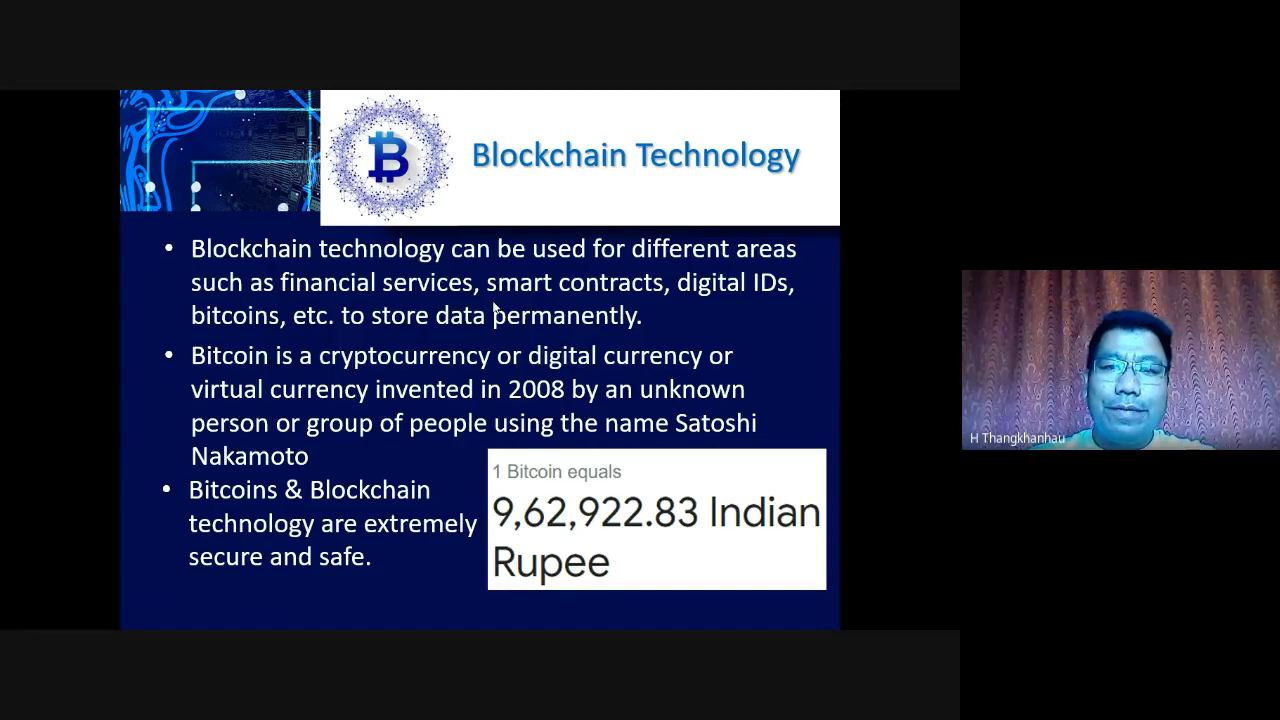 Blockchain Technology
• Blockchain technology can be used for different areas
such as financial services, smart contracts, digital IDs,
bitcoins, etc. to store data permanently.
• Bitcoin is a cryptocurrency or digital currency or
virtual currency invented in 2008 by an unknown
person or group of people using the name Satoshi
Nakamoto
• Bitcoins & Blockchain
technology are extremely
secure and safe.
1 Bitcoin equals
9,62,922.83 Indian
Rupee
H Thangkhanhau